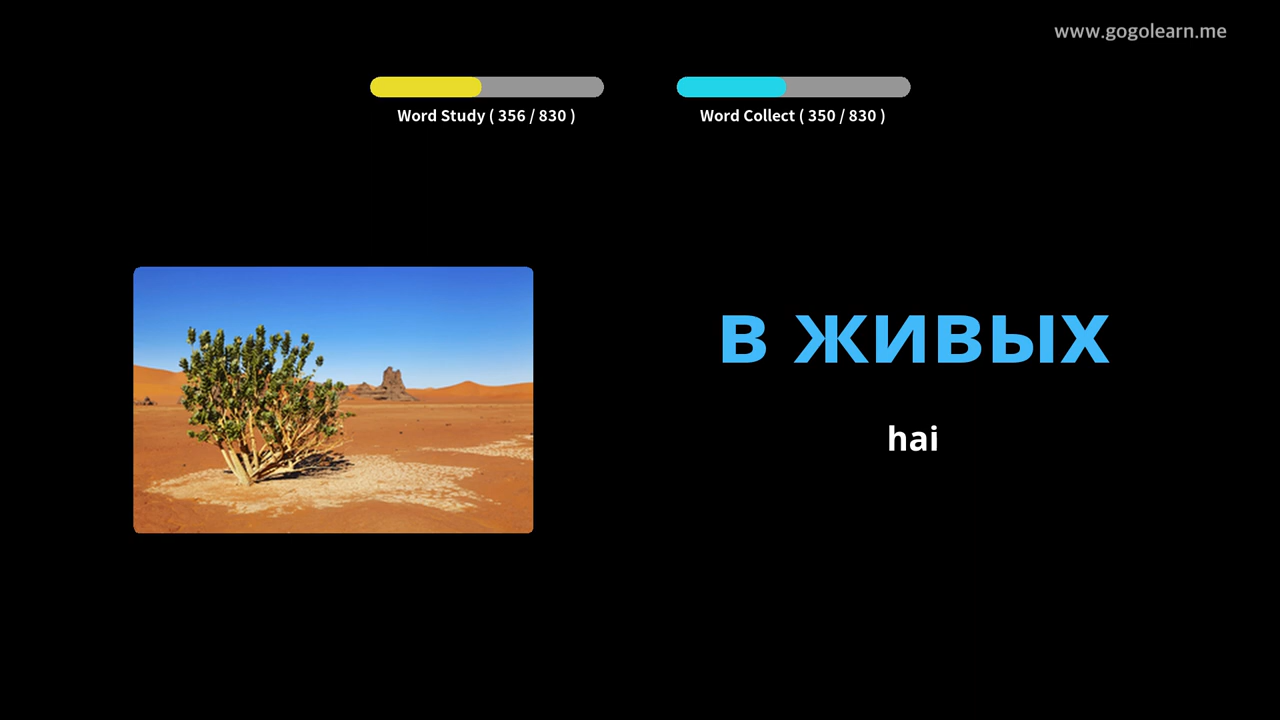 www.gogolearn.me
Word Study ( 356 / 830 )
Word Collect ( 350 / 830 )
в живых
hai